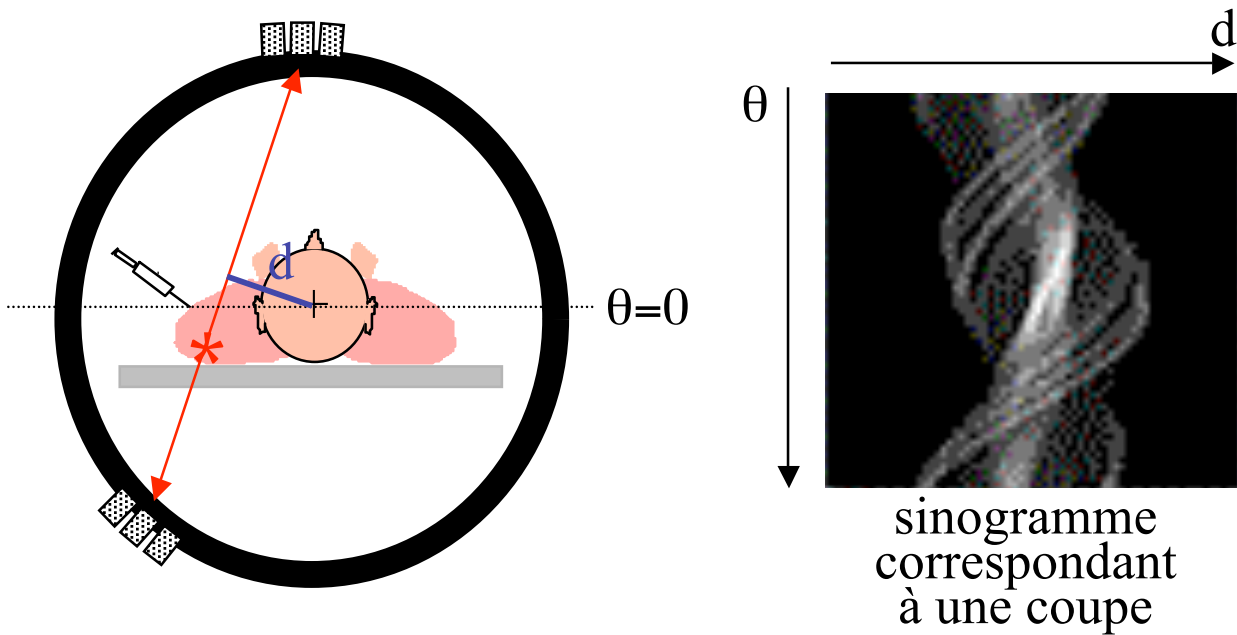 d
θ=0
d
θ
sinogramme
correspondant
à une coupe